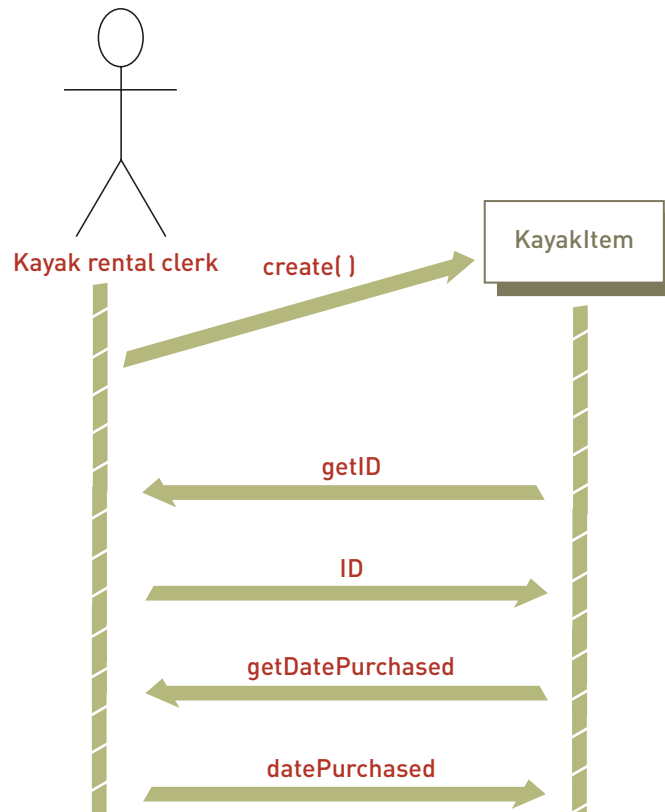 Kayak rental clerk
create( )
KayakItem
getID
ID
getDatePurchased
datePurchased